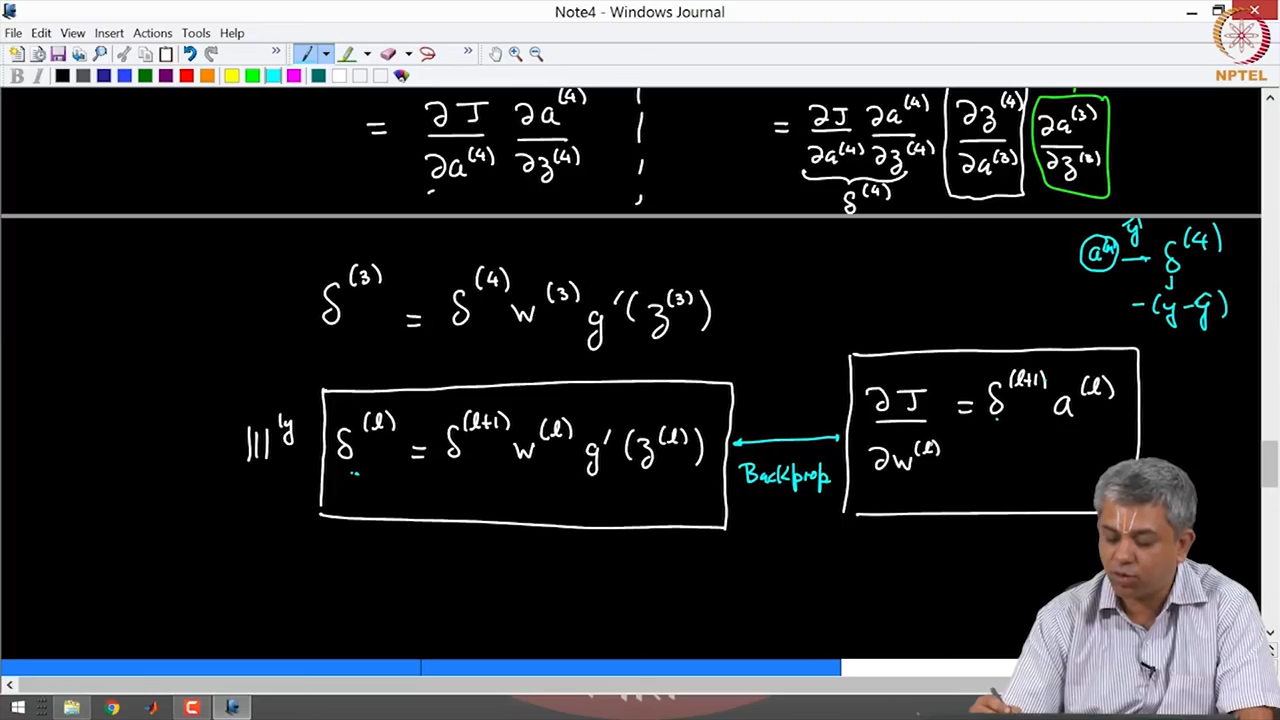 Note4 - Windows Journal
File Edit View Insert Actions Tools Help
NPTEL
= ∂J/∂a^(4) ∂a^(4)/∂z^(4)
= ∂J/∂a^(4) ∂a^(4)/∂z^(4) ∂z^(4)/∂a^(3) ∂a^(3)/∂z^(3)
δ^(4)
a^(4) → ŷ δ^(4)
-(y-ŷ)
δ^(3) = δ^(4) w^(3) g'(z^(3))
|||ly δ^(l) = δ^(l+1) w^(l) g'(z^(l))
Backprop
∂J/∂w^(l) = δ^(l+1) a^(l)